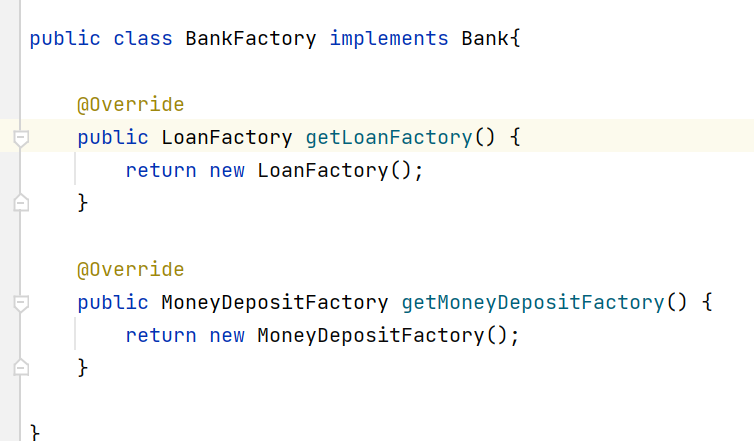 public class BankFactory implements Bank{
@Override
public LoanFactory getLoanFactory() {
return new LoanFactory();
}
@Override
public MoneyDepositFactory getMoneyDepositFactory() {
return new MoneyDepositFactory();
}
}